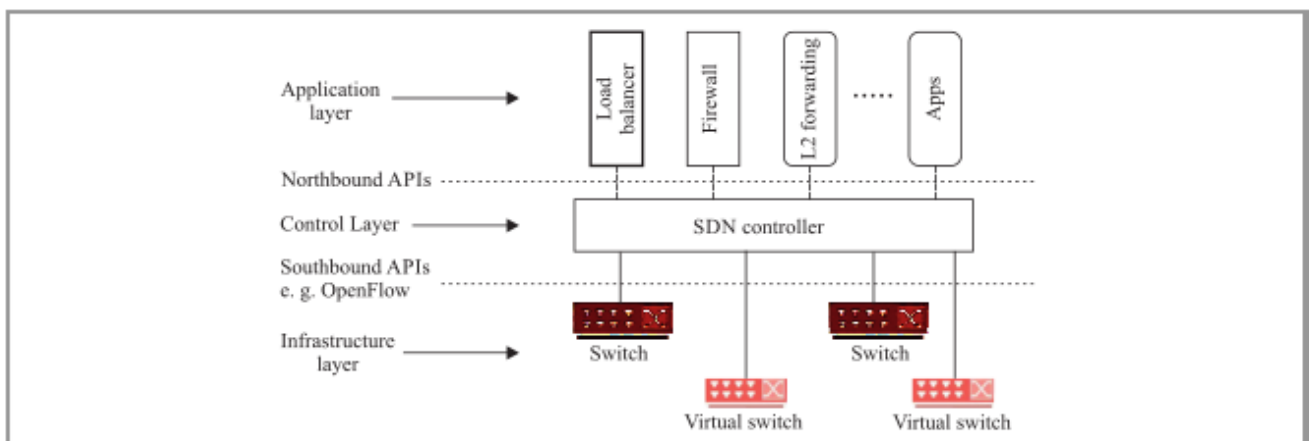 Application
layer
Load
balancer
Firewall
L2 forwarding
.....
Apps
Northbound APIs
Control Layer
SDN controller
Southbound APIs
e. g. OpenFlow
Infrastructure
layer
Switch
Switch
Virtual switch
Virtual switch